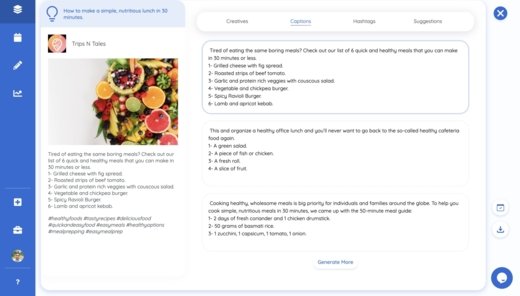 How to make a simple, nutritious lunch in 30
minutes.
Trips N Tales
Tired of eating the same boring meals? Check out our
list of 6 quick and healthy meals that you can make in
30 minutes or less.
1- Grilled cheese with fig spread.
2- Roasted strips of beef tomato.
3- Garlic and protein rich veggies with couscous salad.
4- Vegetable and chickpea burger.
5- Spicy Ravioli Burger.
6- Lamb and apricot kebab.
#healthyfoods #tastyrecipes #deliciousfood
#quickandeasyfood #easymeals #healthyoptions
#mealprepping #easymealprep
Creatives
Captions
Hashtags
Suggestions
Tired of eating the same boring meals? Check out our list of 6 quick and healthy meals that you can make
in 30 minutes or less.
1- Grilled cheese with fig spread.
2- Roasted strips of beef tomato.
3- Garlic and protein rich veggies with couscous salad.
4- Vegetable and chickpea burger.
5- Spicy Ravioli Burger.
6- Lamb and apricot kebab.
This and organize a healthy office lunch and you'll never want to go back to the so-called healthy cafeteria
food again.
1- A green salad.
2- A piece of fish or chicken.
3- A fresh roll.
4- A slice of fruit.
Cooking healthy, wholesome meals is a big priority for individuals and families around the globe. To help you
cook simple, nutritious meals in 30 minutes, we came up with the 30-minute meal guide:
1- 2 days of fresh coriander and 1 chicken drumstick.
2- 50 grams of basmati rice.
3- 1 zucchini, 1 capsicum, 1 tomato, 1 onion.
Generate More
?